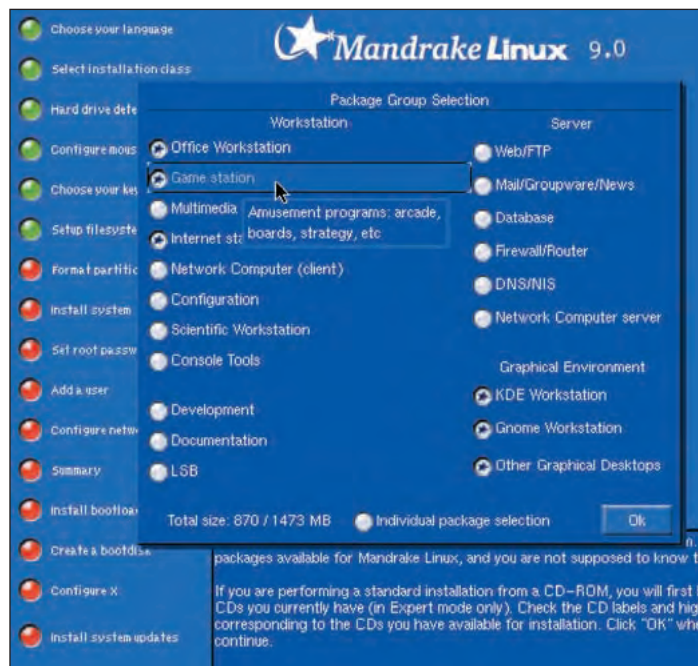 Choose your language
Select installation class
Hard drive dete
Configure mous
Choose your key
Setup filesyste
Format partitic
Install system
Set root passw
Add a user
Configure netw
Summary
Install bootloa
Create a bootdisk
Configure X
Install system updates
Mandrake Linux 9.0
Package Group Selection
Workstation
Office Workstation
Game station
Multimedia
Internet sta
Amusement programs: arcade,
boards, strategy, etc
Network Computer (client)
Configuration
Scientific Workstation
Console Tools
Development
Documentation
LSB
Server
Web/FTP
Mail/Groupware/News
Database
Firewall/Router
DNS/NIS
Network Computer server
Graphical Environment
KDE Workstation
Gnome Workstation
Other Graphical Desktops
Total size: 870 / 1473 MB
Individual package selection
Ok
n.
packages available for Mandrake Linux, and you are not supposed to know t
If you are performing a standard installation from a CD-ROM, you will first
CDs you currently have (in Expert mode only). Check the CD labels and hig
corresponding to the CDs you have available for installation. Click "OK" whe
continue.